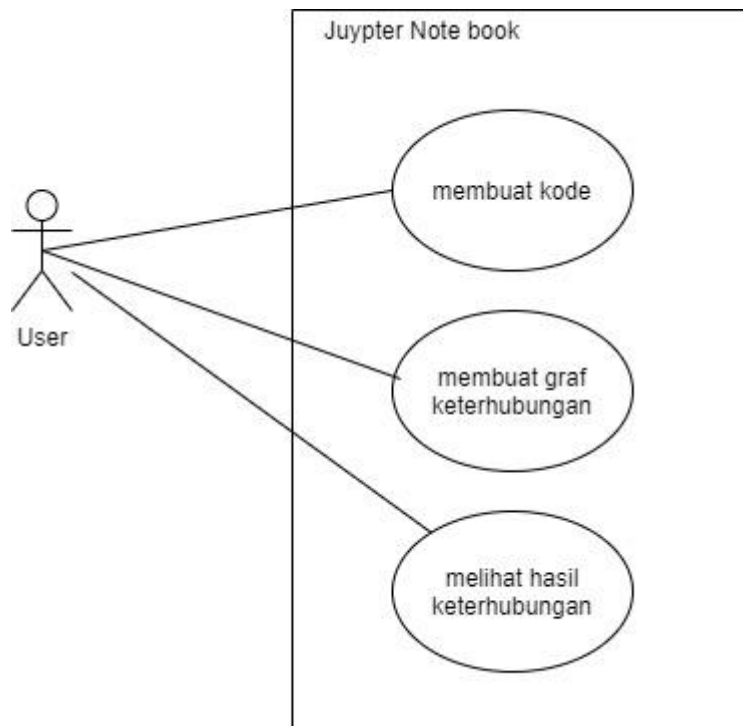 Juypter Note book
membuat kode
User
membuat graf
keterhubungan
melihat hasil
keterhubungan